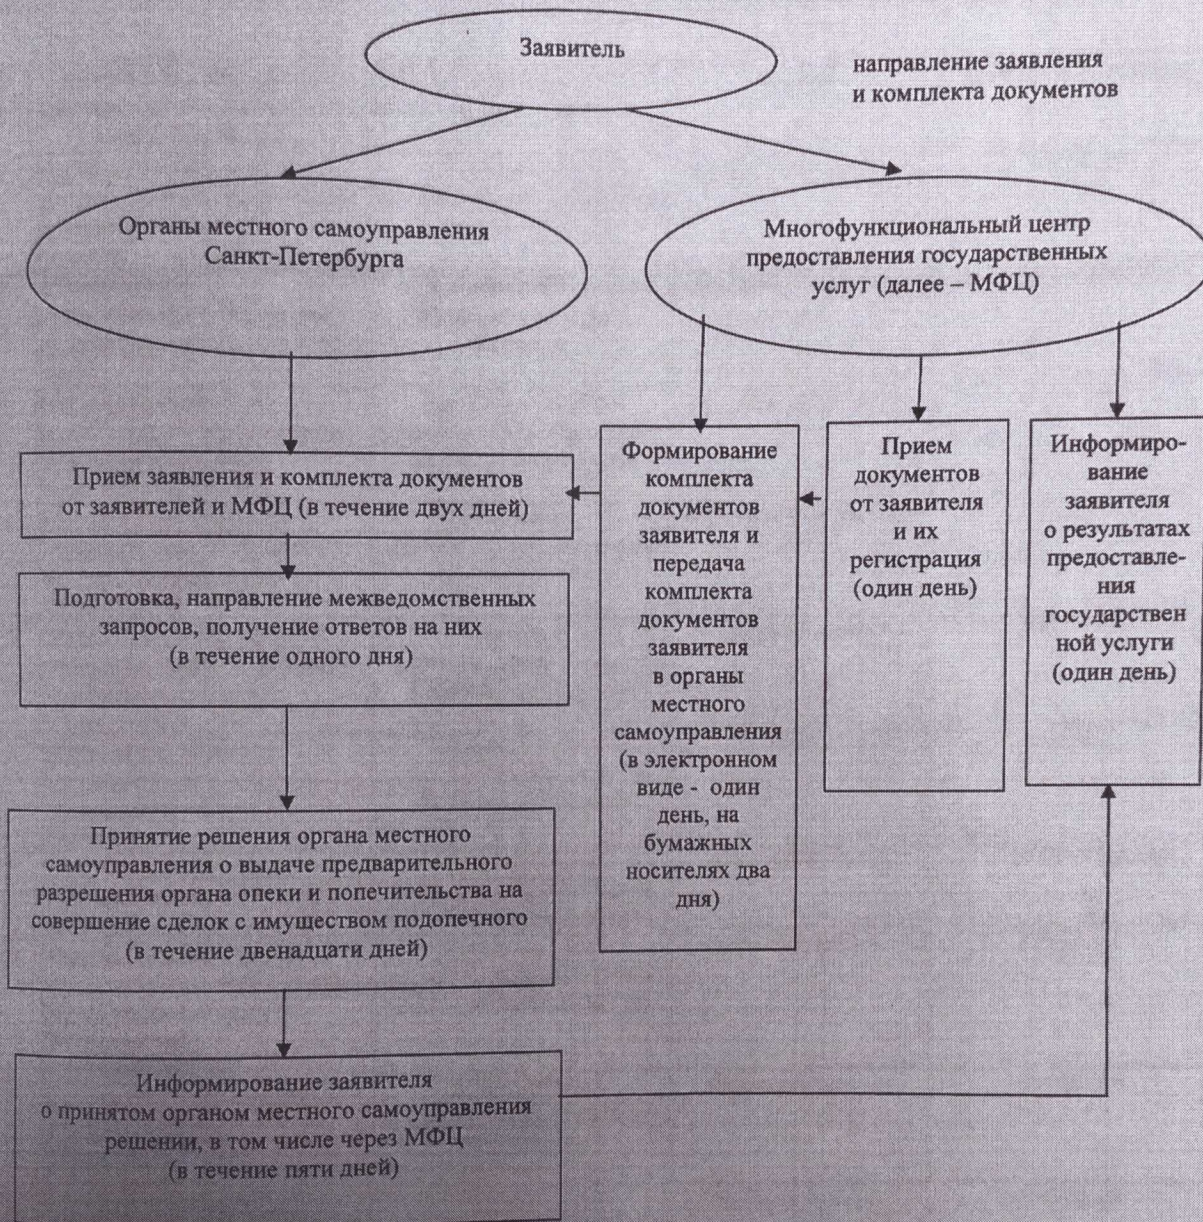 Заявитель
направление заявления
и комплекта документов
Органы местного самоуправления
Санкт-Петербурга
Многофункциональный центр
предоставления государственных
услуг (далее – МФЦ)
Прием заявления и комплекта документов
от заявителей и МФЦ (в течение двух дней)
Формирование
комплекта
документов
заявителя и
передача
комплекта
документов
заявителя
в органы
местного
самоуправления
(в электронном
виде - один
день, на
бумажных
носителях два
дня)
Прием
документов
от заявителя
и их
регистрация
(один день)
Информиро-
вание
заявителя
о результатах
предоставле-
ния
государствен
ной услуги
(один день)
Подготовка, направление межведомственных
запросов, получение ответов на них
(в течение одного дня)
Принятие решения органа местного
самоуправления о выдаче предварительного
разрешения органа опеки и попечительства на
совершение сделок с имуществом подопечного
(в течение двенадцати дней)
Информирование заявителя
о принятом органом местного самоуправления
решении, в том числе через МФЦ
(в течение пяти дней)